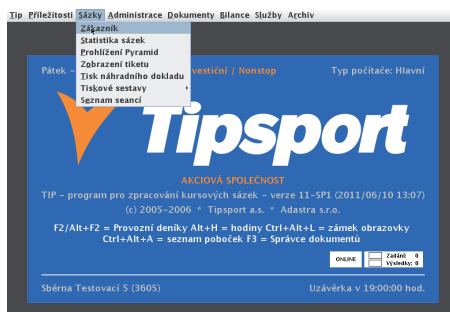 Tip Příležitosti Sázky Administrace Dokumenty Bilance Služby Archiv
Zákazník
Statistika sázek
Prohlížení Pyramid
Zobrazení tiketu
Tisk náhradního dokladu
Tiskové sestavy
Seznam seancí
Pátek - vestiční / Nonstop Typ počítače: Hlavní
Tipsport
AKCIOVÁ SPOLEČNOST
TIP - program pro zpracování kursových sázek - verze 11-SP1 (2011/06/10 13:07)
(c) 2005-2006 * Tipsport a.s. * Adastra s.r.o.
F2/Alt+F2 = Provozní deníky Alt+H = hodiny Ctrl+Alt+L = zámek obrazovky
Ctrl+Alt+A = seznam poboček F3 = Správce dokumentů
ONLINE Zadání: 0
Výsledky: 0
Sběrna Testovací 5 (3605) Uzávěrka v 19:00:00 hod.